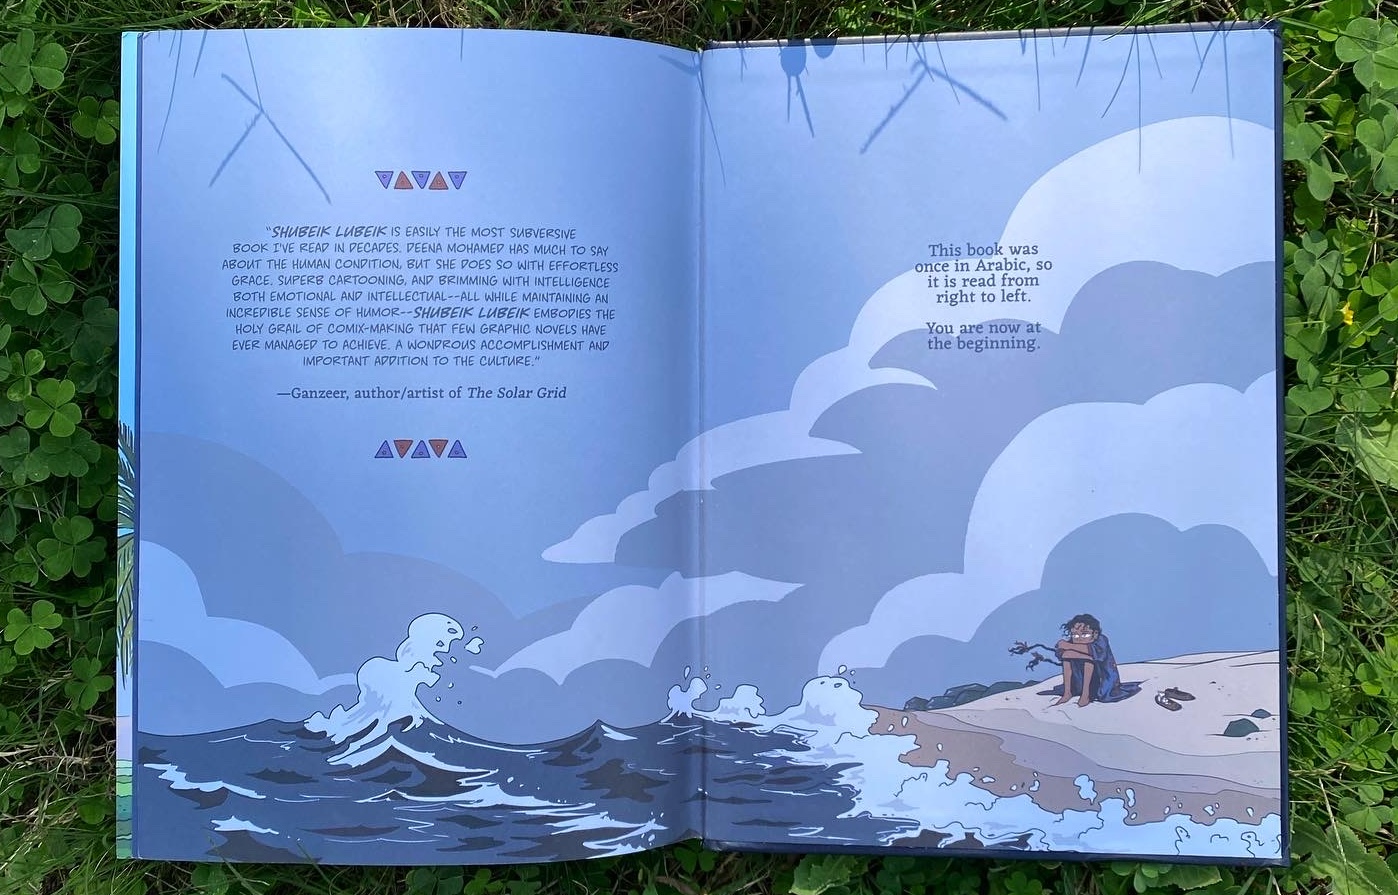 "SHUBEIK LUBEIK IS EASILY THE MOST SUBVERSIVE
BOOK I'VE READ IN DECADES. DEENA MOHAMED HAS MUCH TO SAY
ABOUT THE HUMAN CONDITION, BUT SHE DOES SO WITH EFFORTLESS
GRACE. SUPERB CARTOONING, AND BRIMMING WITH INTELLIGENCE
BOTH EMOTIONAL AND INTELLECTUAL--ALL WHILE MAINTAINING AN
INCREDIBLE SENSE OF HUMOR--SHUBEIK LUBEIK EMBODIES THE
HOLY GRAIL OF COMIX-MAKING THAT FEW GRAPHIC NOVELS HAVE
EVER MANAGED TO ACHIEVE. A WONDROUS ACCOMPLISHMENT AND
IMPORTANT ADDITION TO THE CULTURE."
—Ganzeer, author/artist of The Solar Grid
This book was
once in Arabic, so
it is read from
right to left.
You are now at
the beginning.